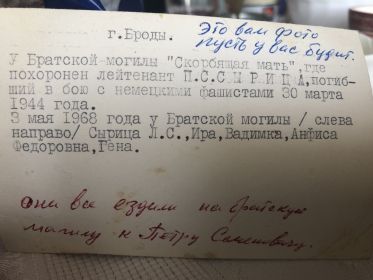 г.Броды.
Это вам фото
пусть у вас будит.
У Братской-могилы "Скорбящая мать",где
похоронен лейтенант П.С.С Ы Р И Ц А,погиб-
ший в бою с немецкими фашистами 30 марта
1944 года.
3 мая 1968 года у Братской могилы / слева
направо/ Сырица Л.С.,Ира,Вадимка,Анфиса
Федоровна,Гена.
они все ездили на братскую
могилу к Петру